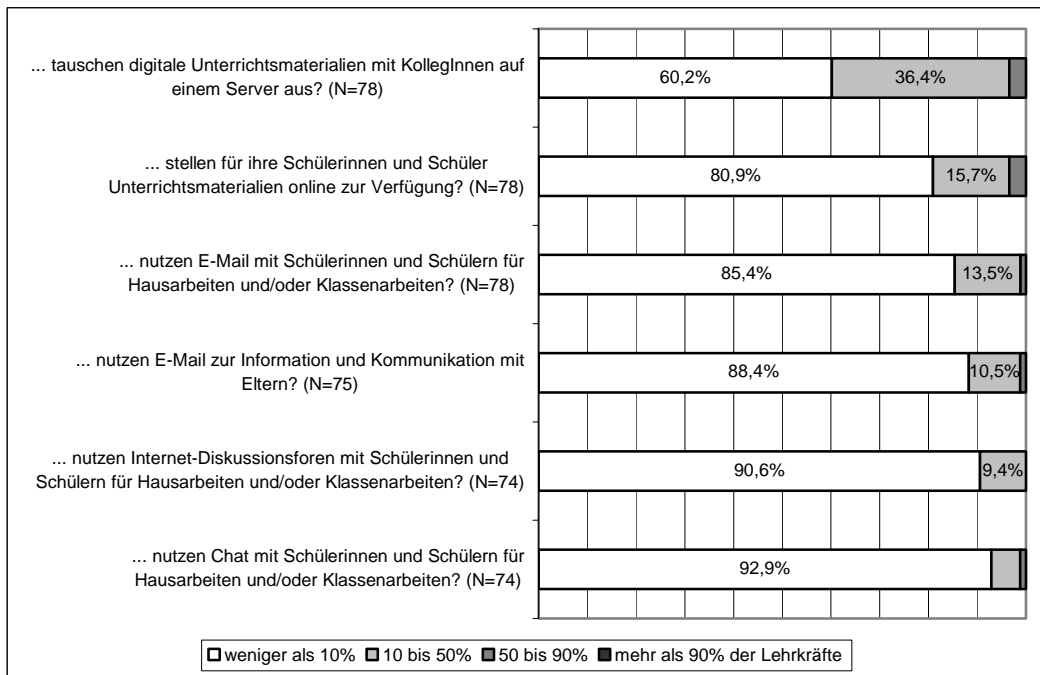 ... tauschen digitale Unterrichtsmaterialien mit KollegInnen auf
einem Server aus? (N=78)
60,2%
36,4%
... stellen für ihre Schülerinnen und Schüler
Unterrichtsmaterialien online zur Verfügung? (N=78)
80,9%
15,7%
... nutzen E-Mail mit Schülerinnen und Schülern für
Hausarbeiten und/oder Klassenarbeiten? (N=78)
85,4%
13,5%
... nutzen E-Mail zur Information und Kommunikation mit
Eltern? (N=75)
88,4%
10,5%
... nutzen Internet-Diskussionsforen mit Schülerinnen und
Schülern für Hausarbeiten und/oder Klassenarbeiten? (N=74)
90,6%
9,4%
... nutzen Chat mit Schülerinnen und Schülern für
Hausarbeiten und/oder Klassenarbeiten? (N=74)
92,9%
weniger als 10% 10 bis 50% 50 bis 90% mehr als 90% der Lehrkräfte